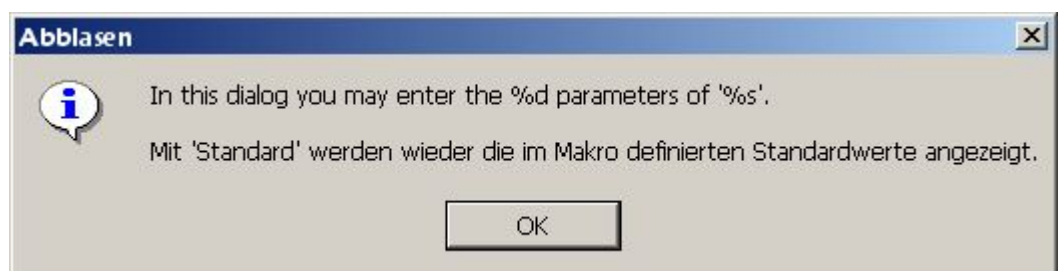 Abblasen
In this dialog you may enter the %d parameters of '%s'.
Mit 'Standard' werden wieder die im Makro definierten Standardwerte angezeigt.
OK